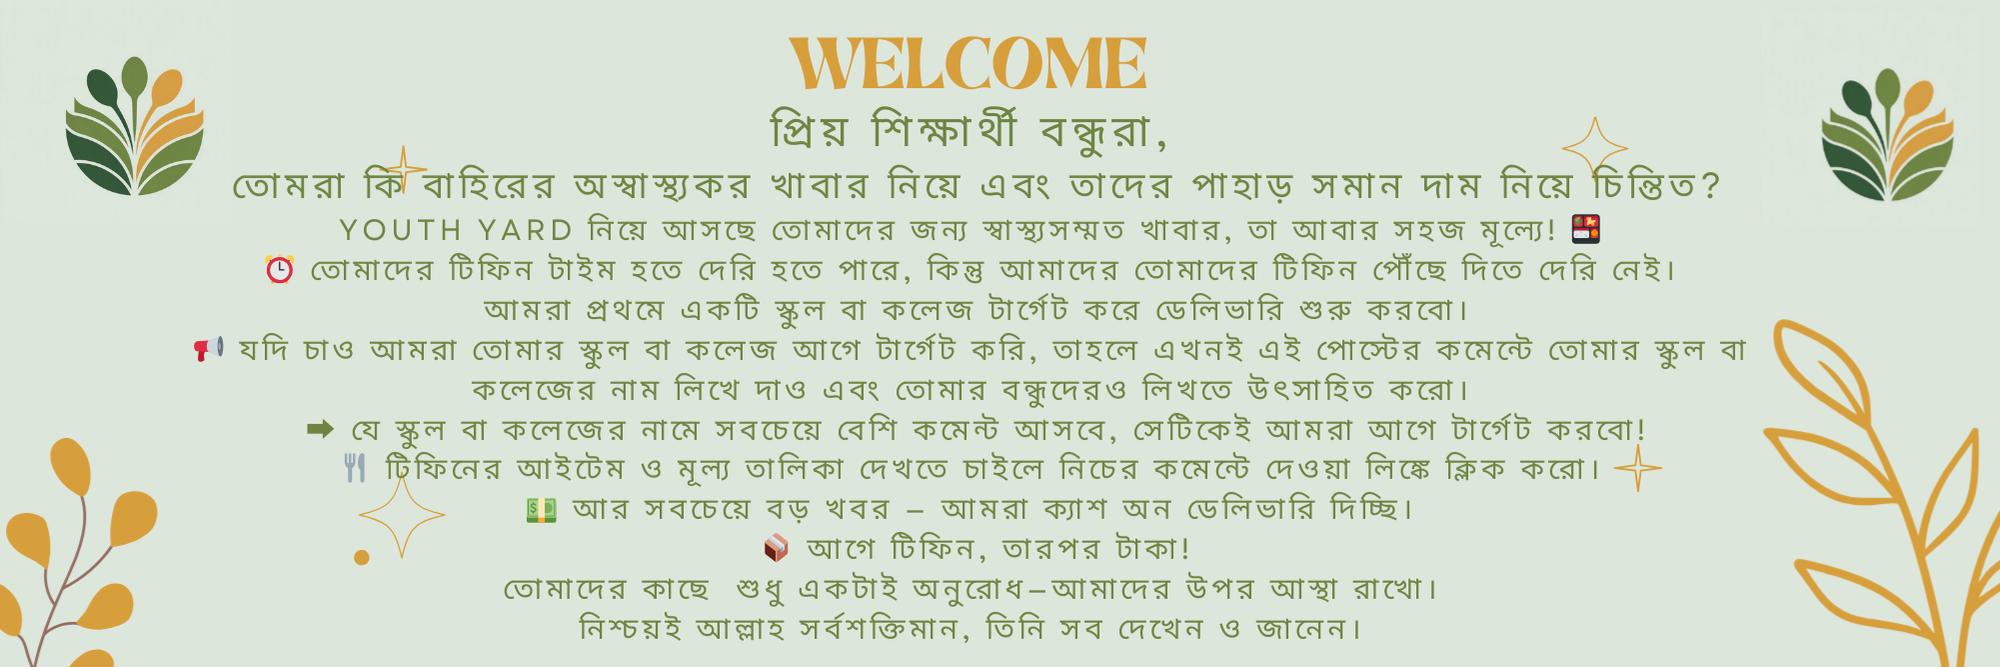 WELCOME
প্রিয় শিক্ষার্থী বন্ধুরা,
তোমরা কি বাহিরের অস্বাস্থ্যকর খাবার নিয়ে এবং তাদের পাহাড় সমান দাম নিয়ে চিন্তিত?
YOUTH YARD নিয়ে আসছে তোমাদের জন্য স্বাস্থ্যসম্মত খাবার, তা আবার সহজ মূল্যে! 🍱
⏰ তোমাদের টিফিন টাইম হতে দেরি হতে পারে, কিন্তু আমাদের তোমাদের টিফিন পৌঁছে দিতে দেরি নেই।
আমরা প্রথমে একটি স্কুল বা কলেজ টার্গেট করে ডেলিভারি শুরু করবো।
📢 যদি চাও আমরা তোমার স্কুল বা কলেজ আগে টার্গেট করি, তাহলে এখনই এই পোস্টের কমেন্টে তোমার স্কুল বা
কলেজের নাম লিখে দাও এবং তোমার বন্ধুদেরও লিখতে উৎসাহিত করো।
➡ যে স্কুল বা কলেজের নামে সবচেয়ে বেশি কমেন্ট আসবে, সেটিকেই আমরা আগে টার্গেট করবো!
🍴 টিফিনের আইটেম ও মূল্য তালিকা দেখতে চাইলে নিচের কমেন্টে দেওয়া লিঙ্কে ক্লিক করো।
💵 আর সবচেয়ে বড় খবর – আমরা ক্যাশ অন ডেলিভারি দিচ্ছি।
📦 আগে টিফিন, তারপর টাকা!
তোমাদের কাছে শুধু একটাই অনুরোধ–আমাদের উপর আস্থা রাখো।
নিশ্চয়ই আল্লাহ সর্বশক্তিমান, তিনি সব দেখেন ও জানেন।